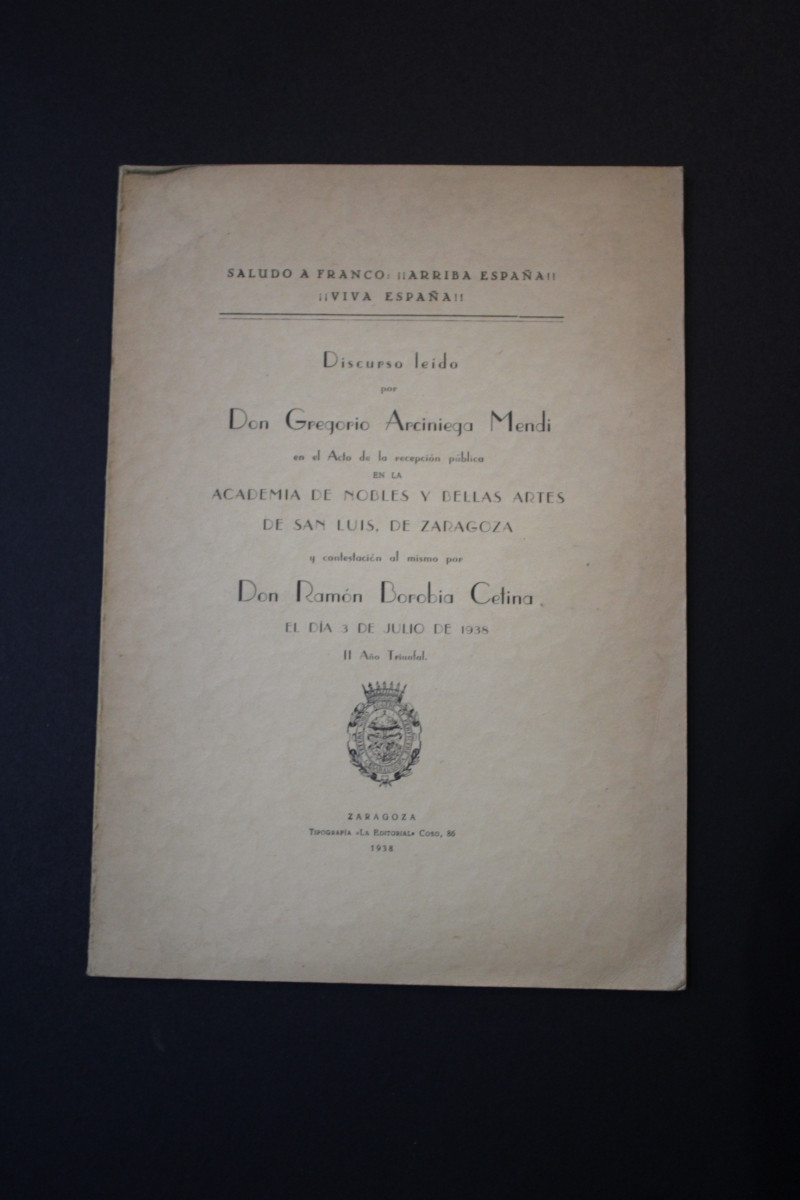 SALUDO A FRANCO: ¡¡ARRIBA ESPAÑA!!
¡¡VIVA ESPAÑA!!
Discurso leído
por
Don Gregorio Arciniega Mendi
en el Acto de la recepción pública
EN LA
ACADEMIA DE NOBLES Y BELLAS ARTES
DE SAN LUIS, DE ZARAGOZA
y contestación al mismo por
Don Ramón Borobia Cetina
EL DÍA 3 DE JULIO DE 1938
II Año Triunfal.
ZARAGOZA
TIPOGRAFÍA «LA EDITORIAL» COSO, 86
1938